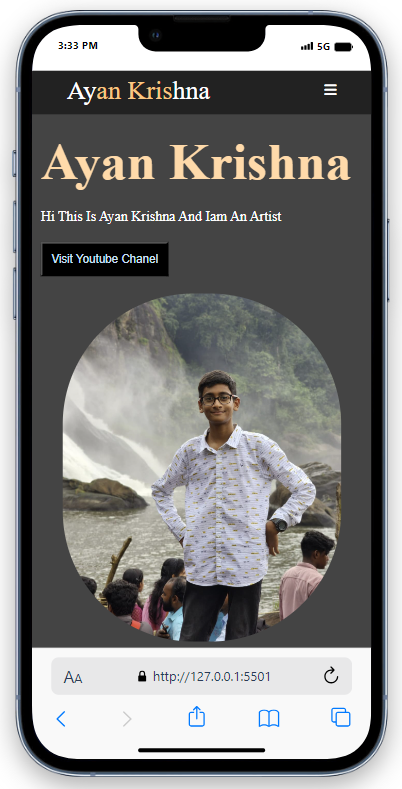 3:33 PM
5G
Ayan Krishna
Ayan Krishna
Hi This Is Ayan Krishna And Iam An Artist
Visit Youtube Chanel
AA
http://127.0.0.1:5501